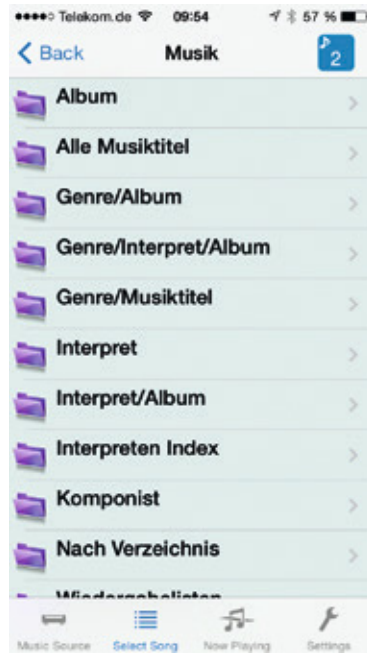 Telekom.de 09:54 57 %
Back Musik 2
Album
Alle Musiktitel
Genre/Album
Genre/Interpret/Album
Genre/Musiktitel
Interpret
Interpret/Album
Interpreten Index
Komponist
Nach Verzeichnis
Wiedergabelisten
Music Source Select Song Now Playing Settings